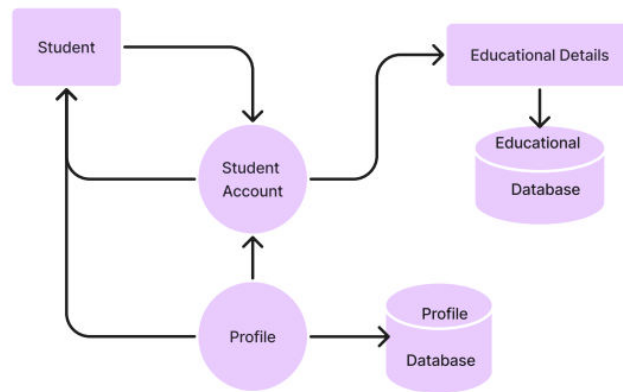 Student
Educational Details
Educational
Database
Student
Account
Profile
Profile
Database